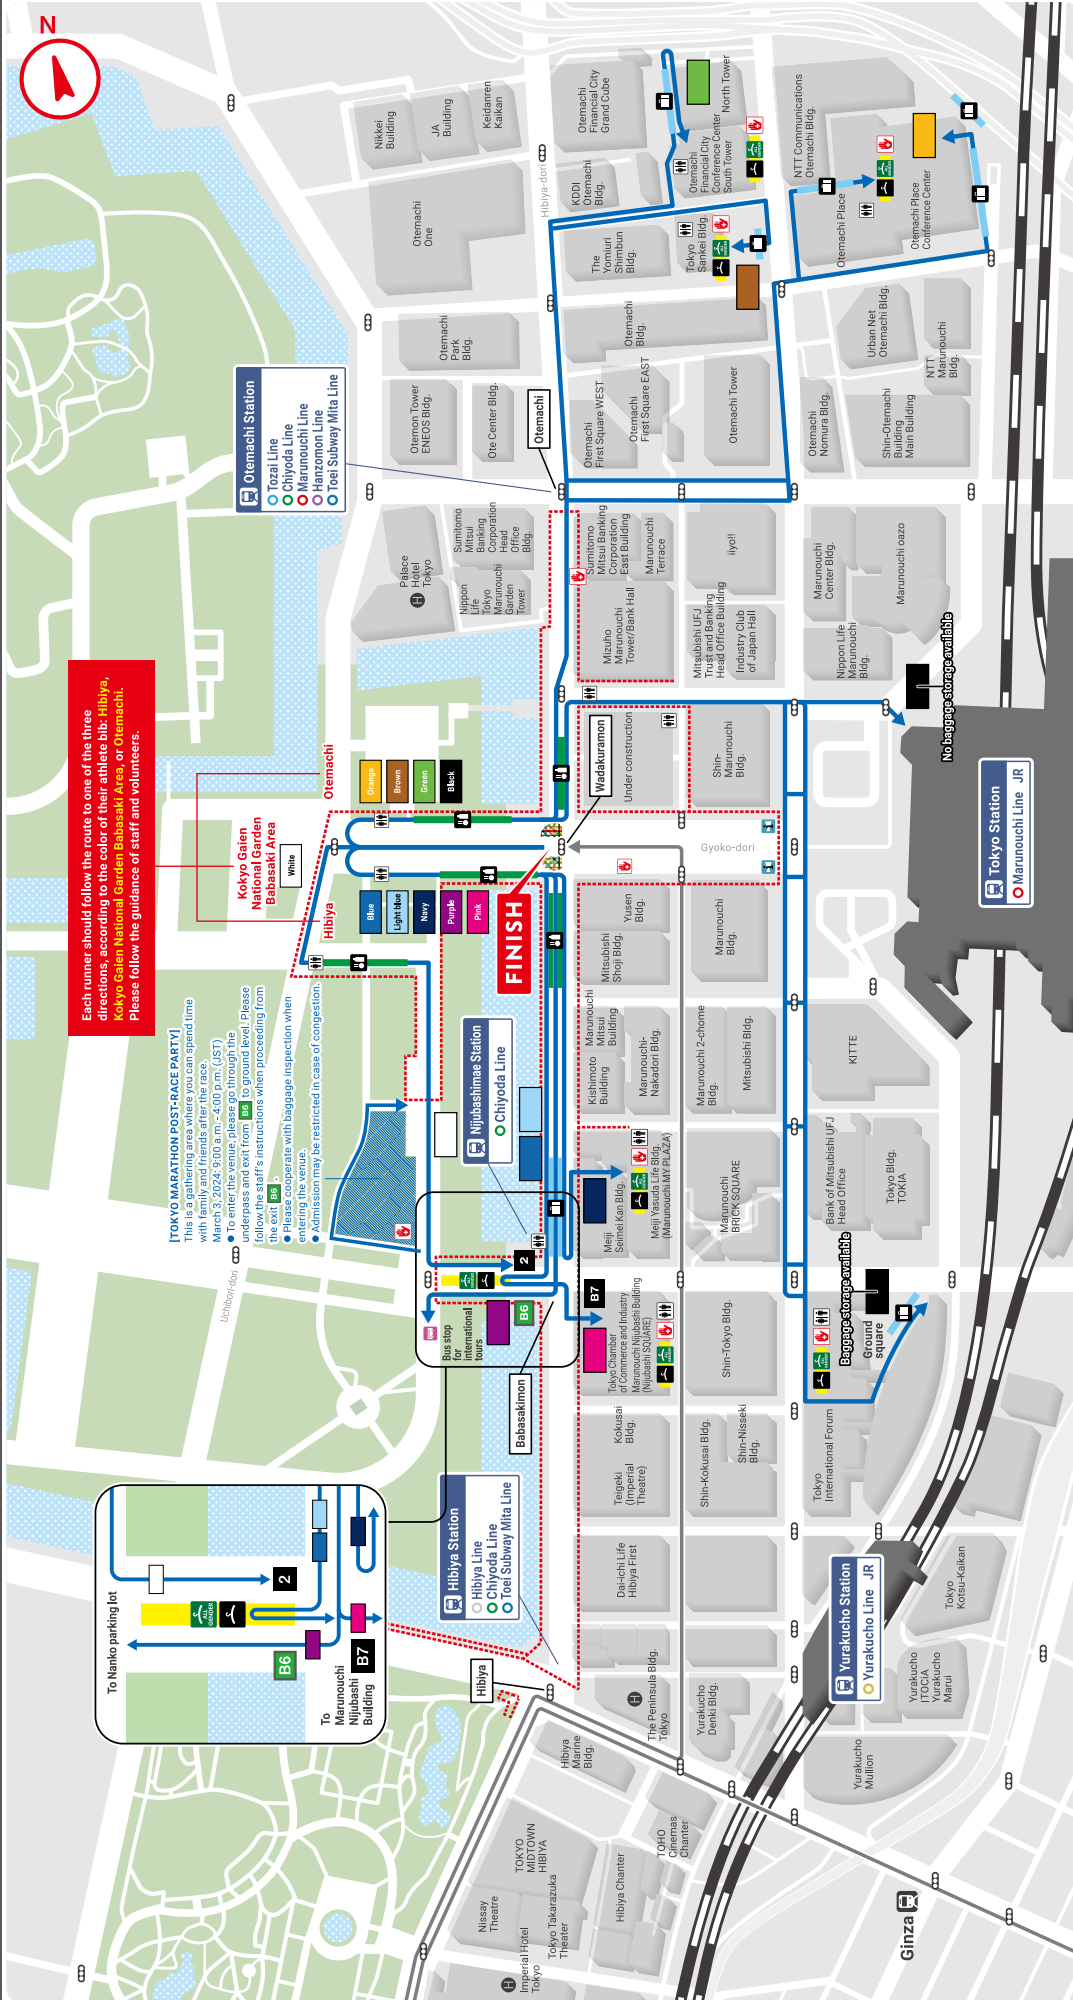 N
Each runner should follow the route to one of the three
directions, according to the color of their athlete bib: Hibiya,
Kokyo Gaien National Garden Babasaki Area, or Otemachi.
Please follow the guidance of staff and volunteers.
Kokyo Gaien
National Garden
Babasaki Area
White
Hibiya
Blue
Light blue
Navy
Purple
Pink
Otemachi
Orange
Brown
Green
Black
[TOKYO MARATHON POST-RACE PARTY]
This is a gathering area where you can spend time
with family and friends after the race.
March 3, 2024: 9:00 a.m. - 4:00 p.m. (JST)
● To enter the venue, please go through the
underpass and exit from B6 to ground level. Please
follow the staff's instructions when proceeding from
the exit B6 .
● Please cooperate with baggage inspection when
entering the venue.
● Admission may be restricted in case of congestion.
FINISH
Wadakuramon
Otemachi
Babasakimon
Hibiya
Otemachi Station
Tozai Line
Chiyoda Line
Marunouchi Line
Hanzomon Line
Toei Subway Mita Line
Nijubashimae Station
Chiyoda Line
Hibiya Station
Hibiya Line
Chiyoda Line
Toei Subway Mita Line
Tokyo Station
Marunouchi Line JR
Yurakucho Station
Yurakucho Line JR
Ginza
Hibiya-dori
Uchibori-dori
Gyoko-dori
Nikkei
Building
JA
Building
Keidanren
Kaikan
Otemachi
One
Otemachi
Park
Bldg.
Otemon Tower
ENEOS Bldg.
Ote Center Bldg.
Palace
Hotel
Tokyo
H
Sumitomo
Mitsui
Banking
Corporation
Head
Office
Bldg.
Nippon
Life
Tokyo
Marunouchi
Garden
Tower
Otemachi
Financial City
Grand Cube
KDDI
Otemachi
Bldg.
North Tower
Otemachi
Financial City
Conference Center
South Tower
ALL GENDER
NTT Communications
Otemachi Bldg.
Otemachi Place
Otemachi Place
Conference Center
ALL GENDER
The
Yomiuri
Shimbun
Bldg.
Tokyo
Sankei Bldg.
ALL GENDER
Otemachi
Bldg.
Urban Net
Otemachi Bldg.
NTT
Marunouchi
Bldg.
Otemachi
First Square WEST
Otemachi
First Square EAST
Otemachi Tower
Otemachi
Nomura Bldg.
Shin-Otemachi
Building
Main Building
Sumitomo
Mitsui Banking
Corporation
East Building
Marunouchi
Terrace
iiyo!!
Marunouchi
Center Bldg.
Marunouchi oazo
Mizuho
Marunouchi
Tower/Bank Hall
Mitsubishi UFJ
Trust and Banking
Head Office Building
Industry Club
of Japan Hall
Nippon Life
Marunouchi
Bldg.
No baggage storage available
Under construction
Shin-
Marunouchi
Bldg.
Yusen
Bldg.
Mitsubishi
Shoji Bldg.
Marunouchi
Bldg.
Marunouchi
Mitsui
Building
Kishimoto
Building
Marunouchi-
Nakadori Bldg.
Marunouchi 2-chome
Bldg.
Mitsubishi Bldg.
KITTE
Meiji
Seimei Kan Bldg.
Meiji Yasuda Life Bldg.
(Marunouchi MY PLAZA)
ALL GENDER
Marunouchi
BRICK SQUARE
Bank of Mitsubishi UFJ
Head Office
Tokyo Bldg.
TOKIA
Baggage storage available
Ground
square
ALL GENDER
Bus stop
for
international
tours
B6
2
B7
ALL GENDER
Tokyo Chamber
of Commerce and Industry
Marunouchi Nijubashi Building
(Nijubashi SQUARE)
ALL GENDER
Shin-Tokyo Bldg.
Tokyo
International Forum
Kokusai
Bldg.
Teigeki
(Imperial
Theatre)
Shin-Kokusai Bldg.
Shin-Nisseki
Bldg.
Dai-ichi Life
Hibiya First
The Peninsula
Tokyo
H
Hibiya Bldg.
Yurakucho
Denki Bldg.
Hibiya
Marine
Bldg.
Tokyo
Kotsu-Kaikan
Yurakucho
ITOCiA
Yurakucho
Marui
Yurakucho
Mullion
TOKYO
MIDTOWN
HIBIYA
Nissay
Theatre
Tokyo Takarazuka
Theater
Hibiya Chanter
TOHO
Cinemas
Chanter
Imperial Hotel
Tokyo
H
To Nanko parking lot
ALL GENDER
2
B6
B7
To
Marunouchi
Nijubashi
Building